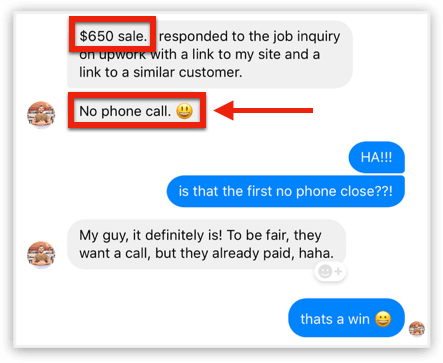 $650 sale. responded to the job inquiry
on upwork with a link to my site and a
link to a similar customer.
No phone call. 😃
HA!!!
is that the first no phone close??!
My guy, it definitely is! To be fair, they
want a call, but they already paid, haha.
thats a win 😀